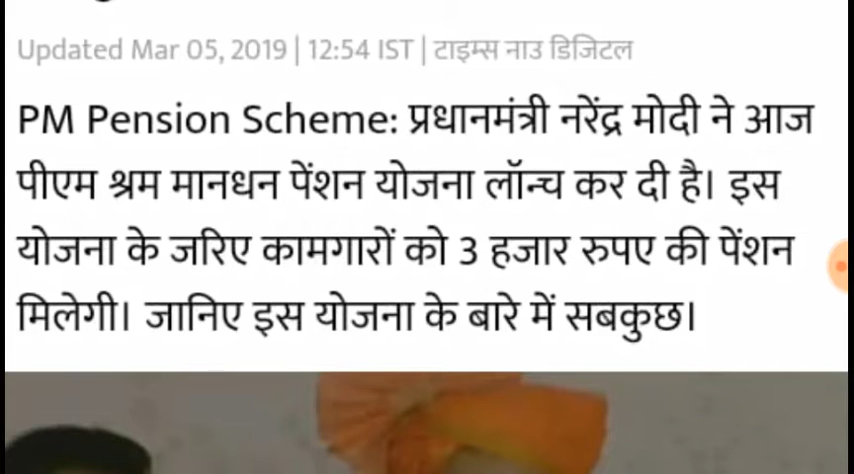 Updated Mar 05, 2019 | 12:54 IST | टाइम्स नाउ डिजिटल
PM Pension Scheme: प्रधानमंत्री नरेंद्र मोदी ने आज
पीएम श्रम मानधन पेंशन योजना लॉन्च कर दी है। इस
योजना के जरिए कामगारों को 3 हजार रुपए की पेंशन
मिलेगी। जानिए इस योजना के बारे में सबकुछ।